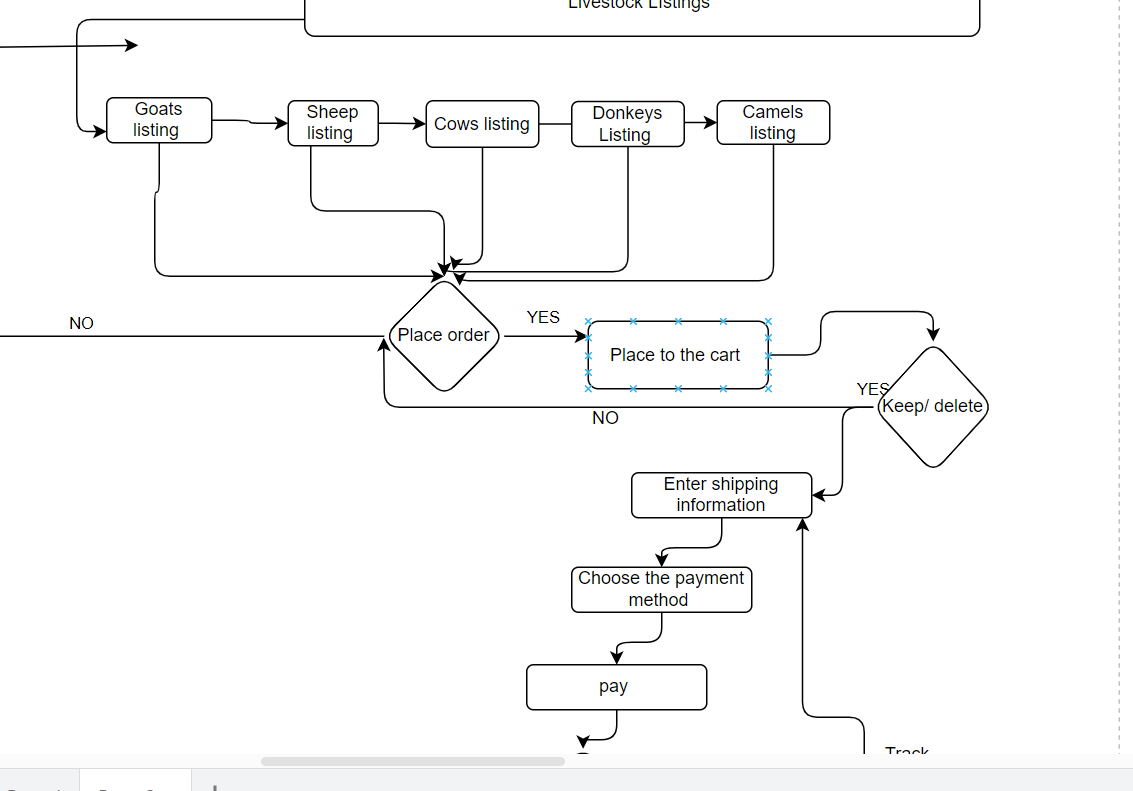 Livestock Listings
Goats
listing
Sheep
listing
Cows listing
Donkeys
Listing
Camels
listing
NO
Place order
YES
Place to the cart
YES
Keep/ delete
NO
Enter shipping
information
Choose the payment
method
pay
Track